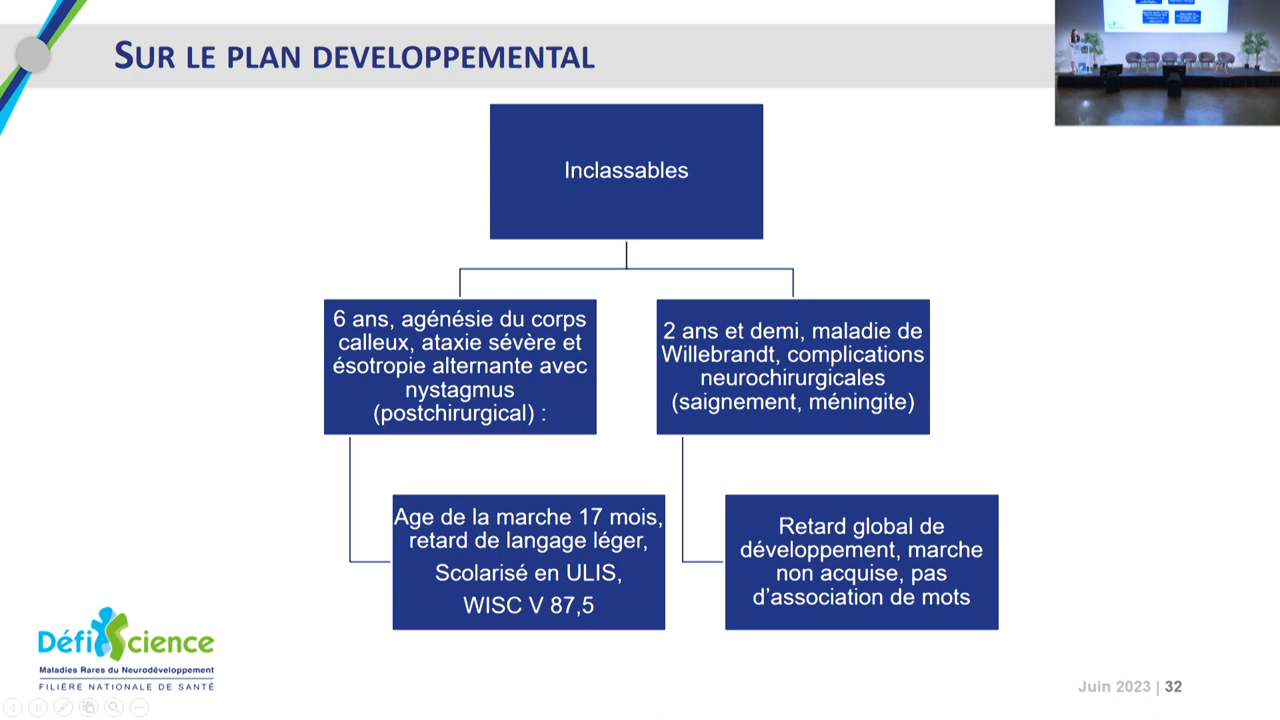 SUR LE PLAN DEVELOPPEMENTAL
Inclassables
6 ans, agénésie du corps
calleux, ataxie sévère et
ésotropie alternante avec
nystagmus
(postchirurgical) :
2 ans et demi, maladie de
Willebrandt, complications
neurochirurgicales
(saignement, méningite)
Age de la marche 17 mois,
retard de langage léger,
Scolarisé en ULIS,
WISC V 87,5
Retard global de
développement, marche
non acquise, pas
d’association de mots
DéfiScience
Maladies Rares du Neurodéveloppement
FILIÈRE NATIONALE DE SANTÉ
Juin 2023 | 32